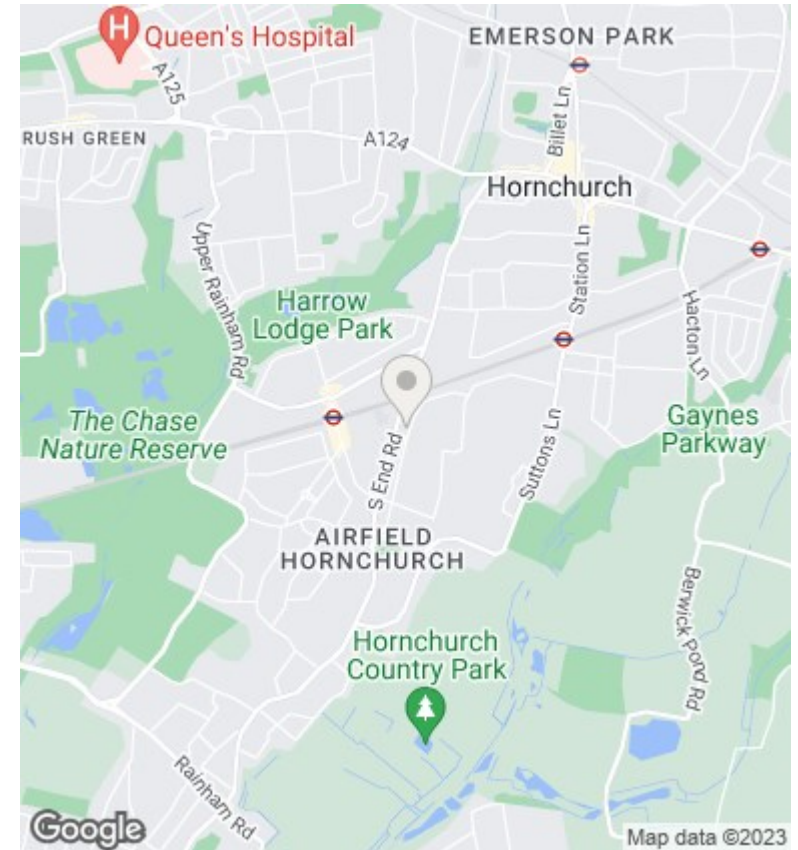 H
Queen's Hospital
EMERSON PARK
A125
Billet Ln
RUSH GREEN
A124
Hornchurch
Upper Rainham Rd
Station Ln
Harrow
Lodge Park
Hacton Ln
The Chase
Nature Reserve
Gaynes
Parkway
S End Rd
Suttons Ln
AIRFIELD
HORNCHURCH
Berwick Pond Rd
Hornchurch
Country Park
Rainham Rd
Google
Map data ©2023